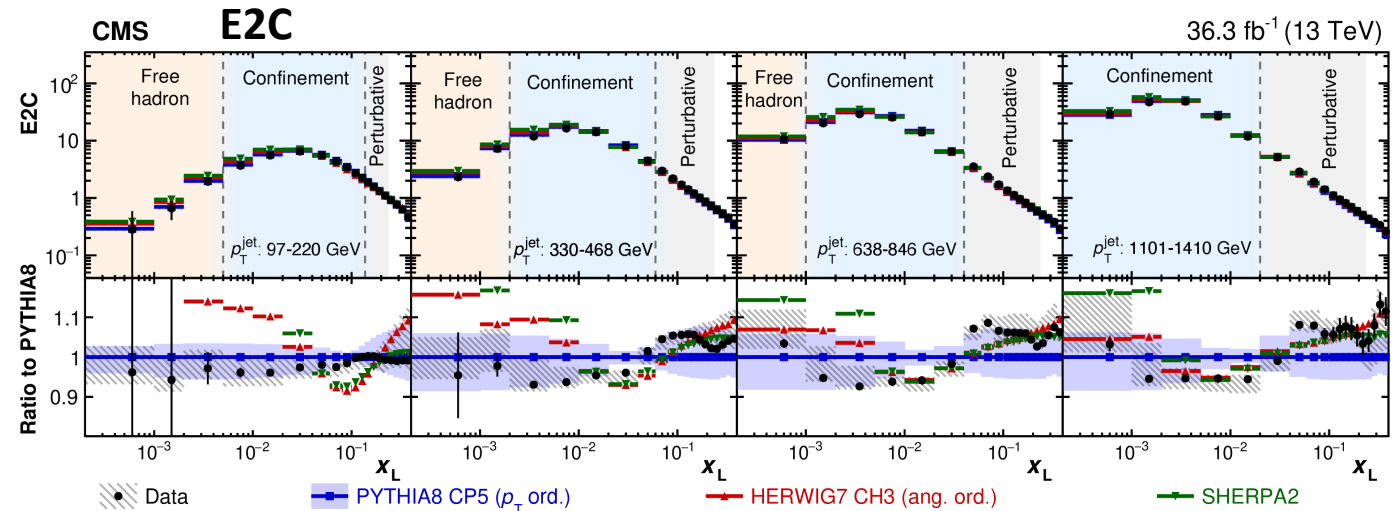 CMS E2C 36.3 fb⁻¹ (13 TeV)
E2C
10² 10 1 10⁻¹
Free hadron Confinement Perturbative
p_T^jet: 97-220 GeV
Free hadron Confinement Perturbative
p_T^jet: 330-468 GeV
Free hadron Confinement Perturbative
p_T^jet: 638-846 GeV
Confinement Perturbative
p_T^jet: 1101-1410 GeV
Ratio to PYTHIA8
1.1
1
0.9
10⁻³ 10⁻² 10⁻¹ 10⁻³ 10⁻² 10⁻¹ 10⁻³ 10⁻² 10⁻¹ 10⁻³ 10⁻² 10⁻¹
x_L x_L x_L x_L
Data PYTHIA8 CP5 (p_T ord.) HERWIG7 CH3 (ang. ord.) SHERPA2